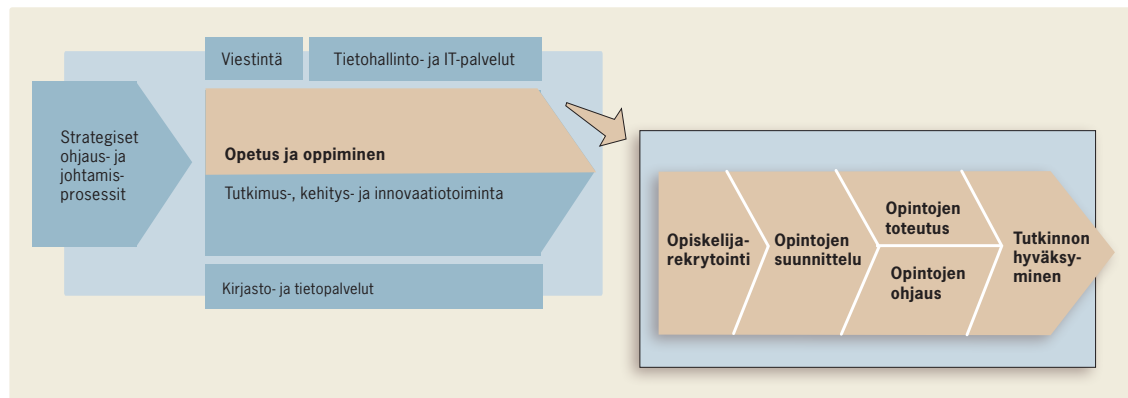 Viestintä
Tietohallinto- ja IT-palvelut
Strategiset
ohjaus- ja
johtamis-
prosessit
Opetus ja oppiminen
Tutkimus-, kehitys- ja innovaatiotoiminta
Kirjasto- ja tietopalvelut
Opiskelija-
rekrytointi
Opintojen
suunnittelu
Opintojen
toteutus
Opintojen
ohjaus
Tutkinnon
hyväksy-
minen